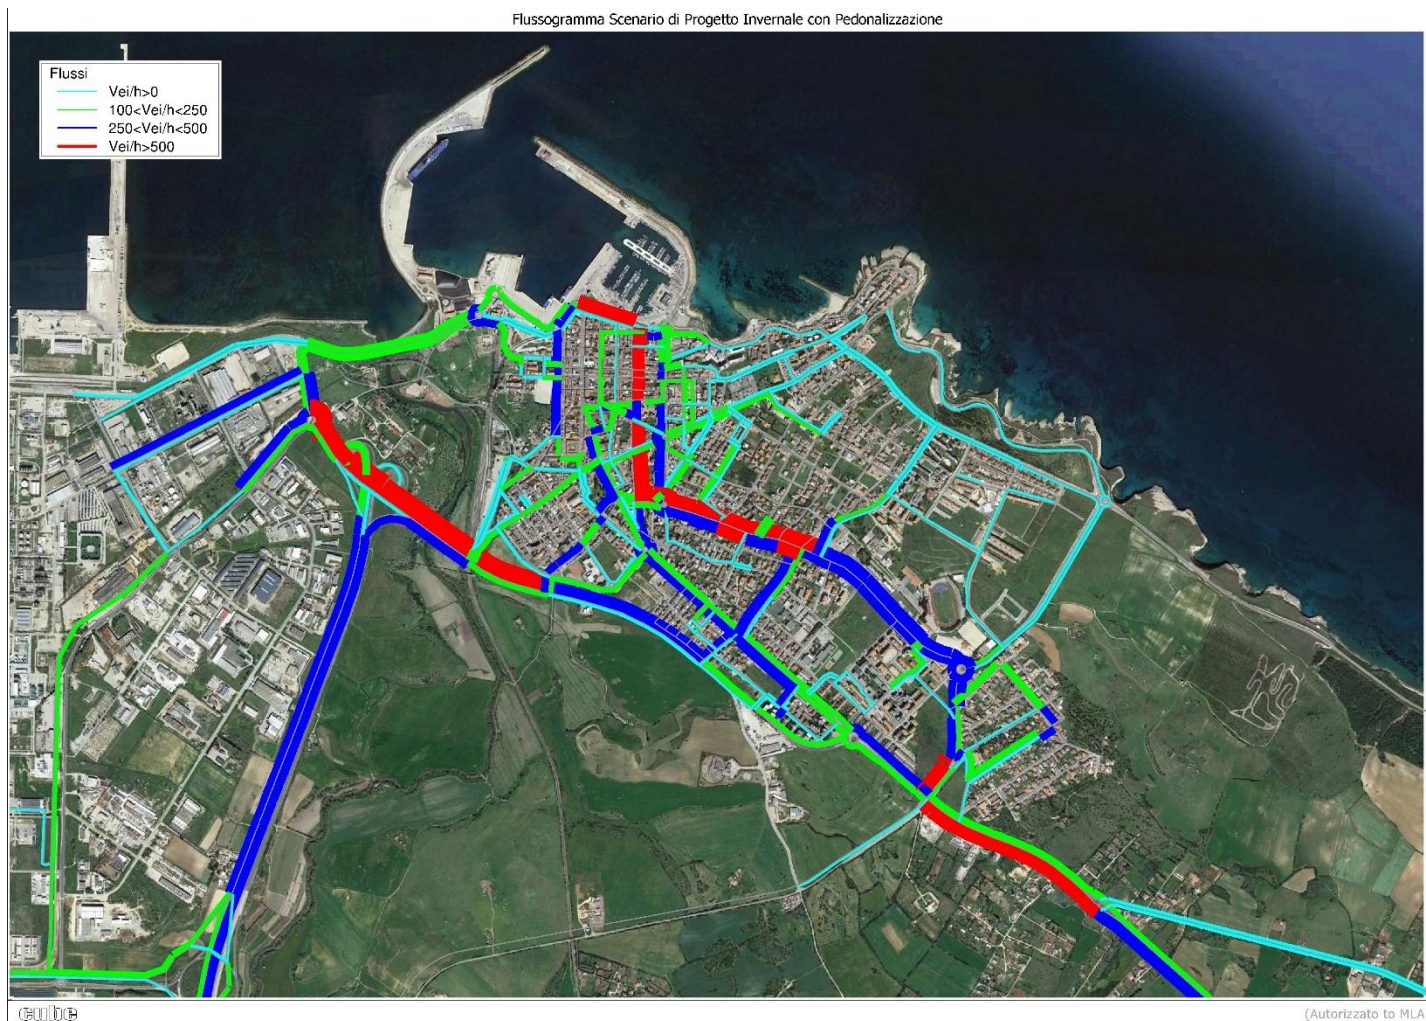 Flussogramma Scenario di Progetto Invernale con Pedonalizzazione
Flussi
Vei/h>0
100<Vei/h<250
250<Vei/h<500
Vei/h>500
cube
(Autorizzato to MLA